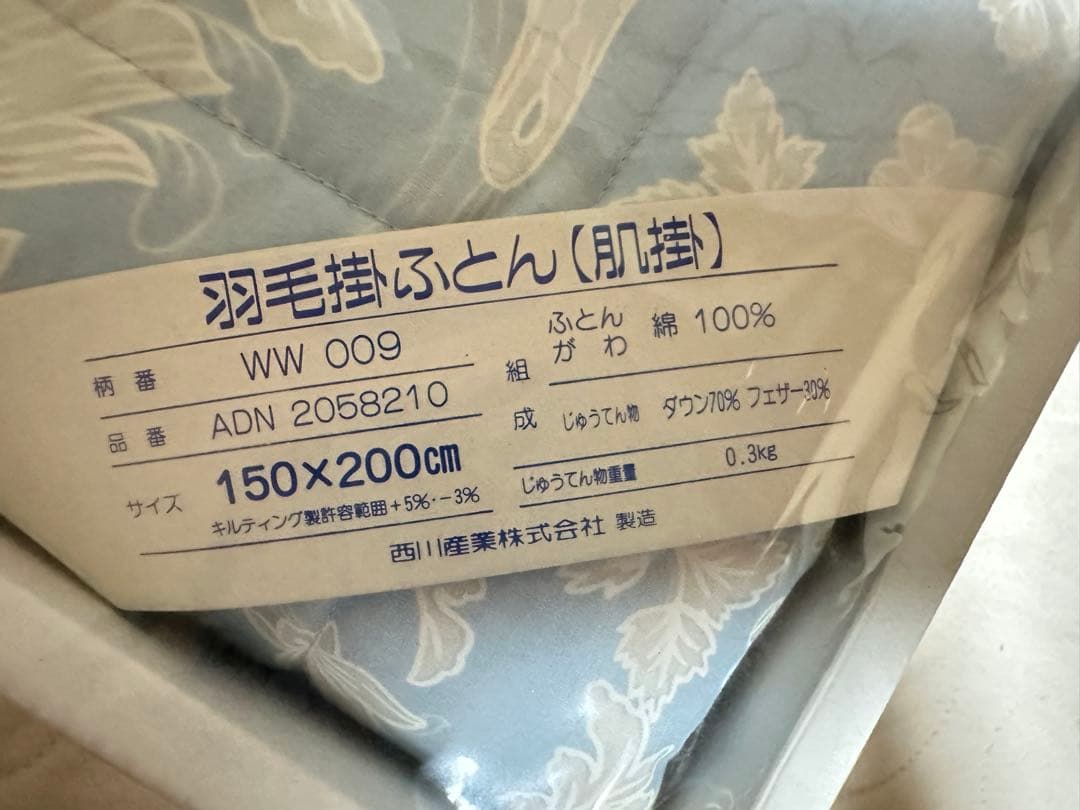 羽毛掛ふとん【肌掛】
柄番 WW 009
品番 ADN 2058210
サイズ 150×200cm
キルティング製許容範囲+5%・-3%
組成 ふとんがわ 綿 100%
じゅうてん物 ダウン70% フェザー30%
じゅうてん物重量 0.3kg
西川産業株式会社 製造